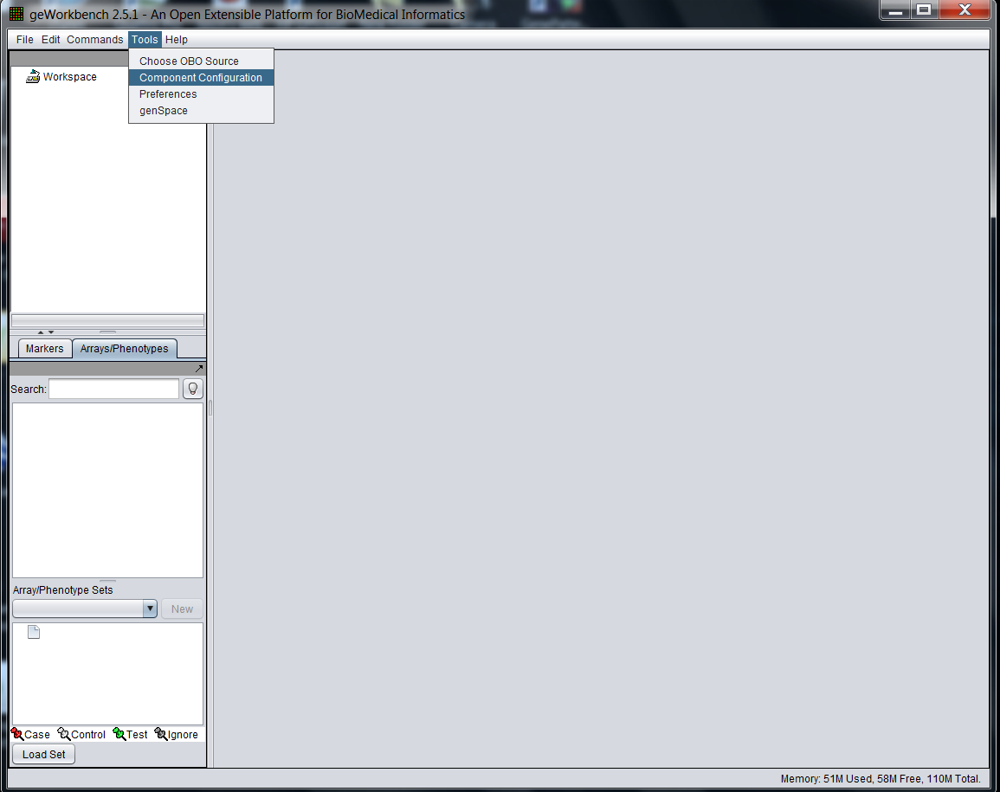 geWorkbench 2.5.1 - An Open Extensible Platform for BioMedical Informatics
File Edit Commands Tools Help
Choose OBO Source
Component Configuration
Preferences
genSpace
Workspace
Markers Arrays/Phenotypes
Search:
Array/Phenotype Sets
New
Case Control Test Ignore
Load Set
Memory: 51M Used, 58M Free, 110M Total.